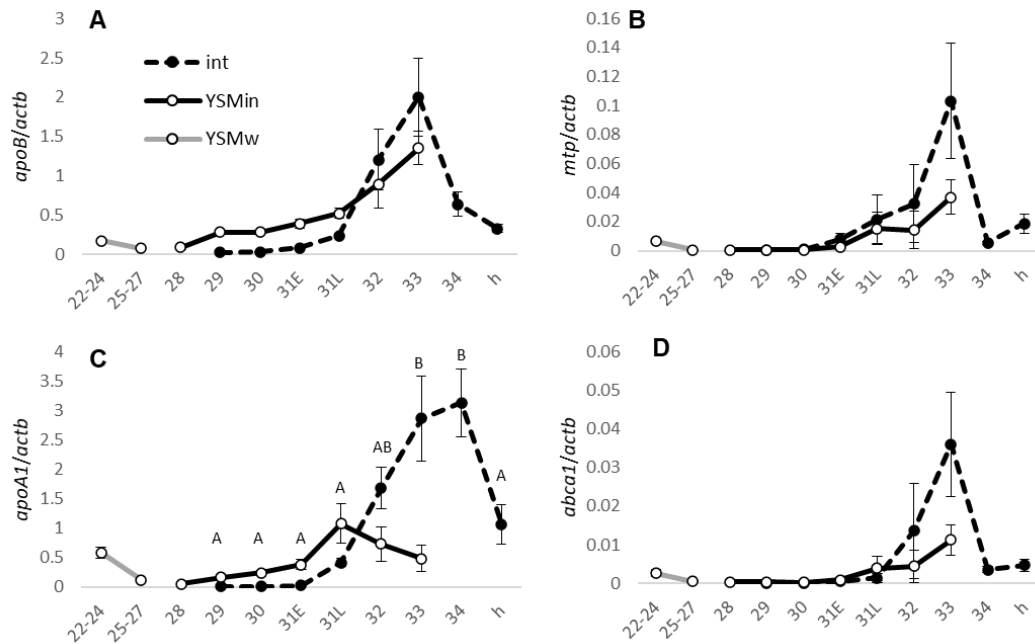 A
apoB/actb
3
2.5
2
1.5
1
0.5
0
int
YSMin
YSMw
22-24 25-27 28 29 30 31E 31L 32 33 34 h
B
mtp/actb
0.16
0.14
0.12
0.1
0.08
0.06
0.04
0.02
0
22-24 25-27 28 29 30 31E 31L 32 33 34 h
C
apoA1/actb
4
3.5
3
2.5
2
1.5
1
0.5
0
A A A A AB B B A
22-24 25-27 28 29 30 31E 31L 32 33 34 h
D
abca1/actb
0.06
0.05
0.04
0.03
0.02
0.01
0
22-24 25-27 28 29 30 31E 31L 32 33 34 h